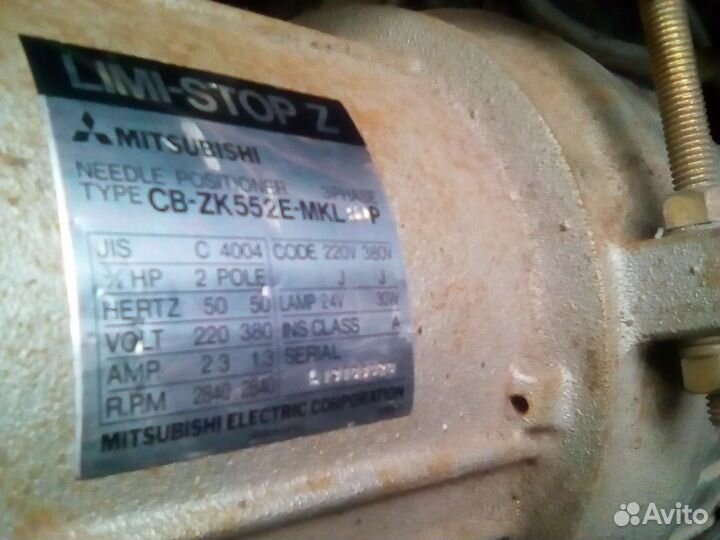 LIMI-STOP Z
MITSUBISHI
NEEDLE POSITIONER 3PHASE
TYPE CB-ZK552E-MKL P
JIS C 4004 CODE 220V 380V
HP 2 POLE J J
HERTZ 50 50 LAMP 24V 30W
VOLT 220 380 INS CLASS A
AMP. 2.3 1.3 SERIAL
R.P.M 2840 2840
MITSUBISHI ELECTRIC CORPORATION
Avito